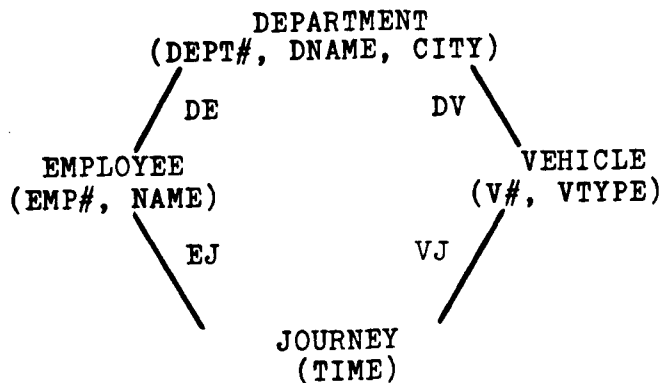 DEPARTMENT
(DEPT#, DNAME, CITY)
DE
DV
EMPLOYEE
(EMP#, NAME)
VEHICLE
(V#, VTYPE)
EJ
VJ
JOURNEY
(TIME)